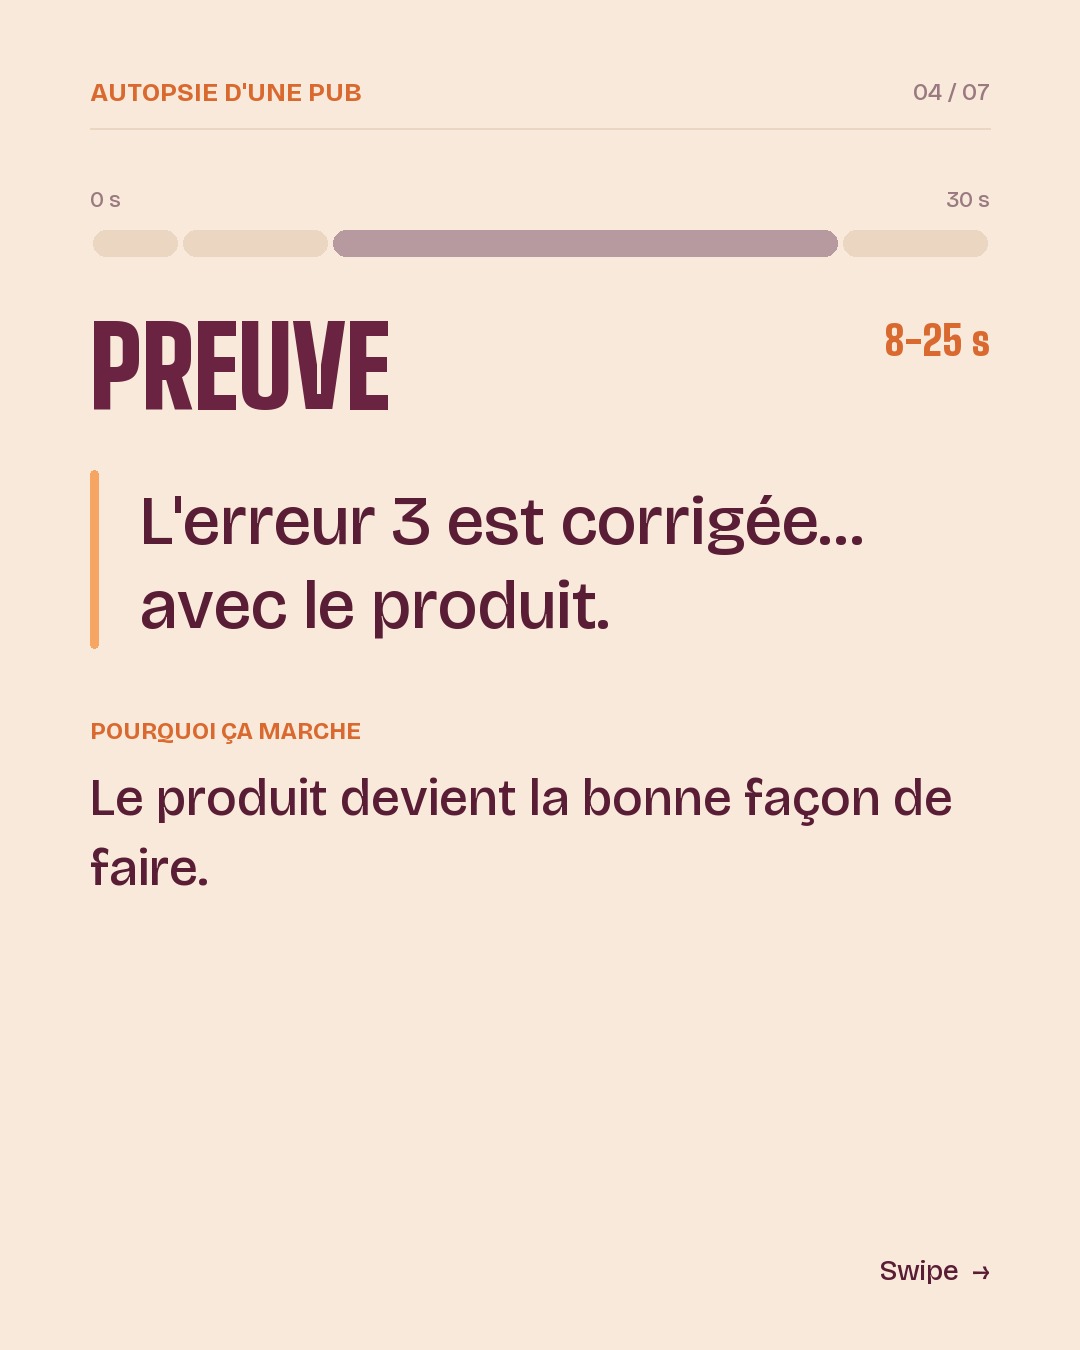 AUTOPSIE D'UNE PUB
04 / 07
0 s
30 s
PREUVE
8–25 s
L'erreur 3 est corrigée...
avec le produit.
POURQUOI ÇA MARCHE
Le produit devient la bonne façon de
faire.
Swipe →